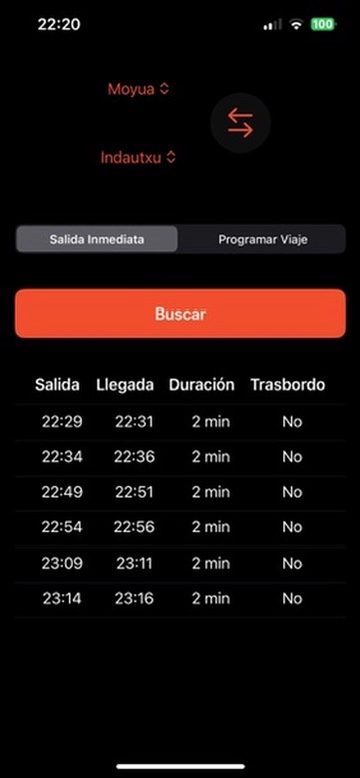 22:20
100
Moyua
Indautxu
Salida Inmediata Programar Viaje
Buscar
Salida Llegada Duración Trasbordo
22:29 22:31 2 min No
22:34 22:36 2 min No
22:49 22:51 2 min No
22:54 22:56 2 min No
23:09 23:11 2 min No
23:14 23:16 2 min No